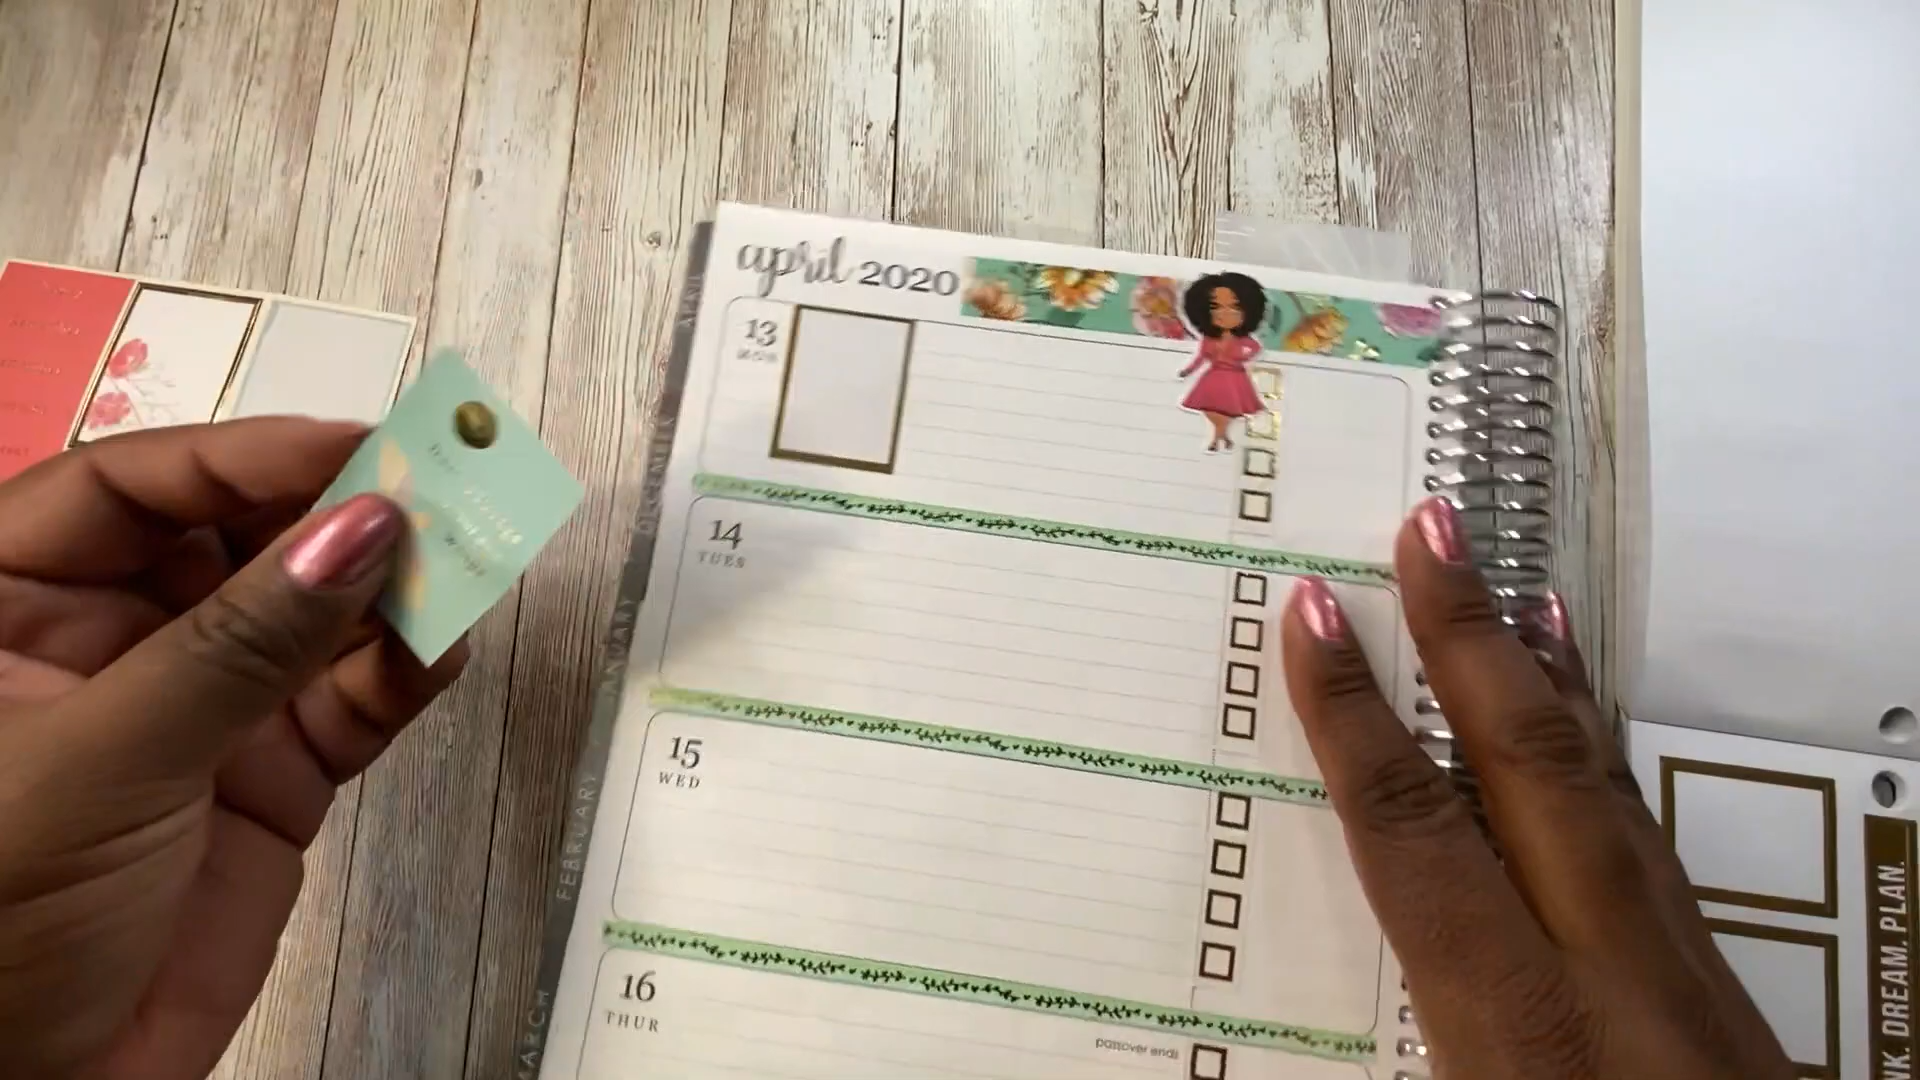 april 2020
13
MON
14
TUES
15
WED
16
THUR
passover ends
APRIL
DECEMBER
JANUARY
FEBRUARY
MARCH
NK. DREAM. PLAN.